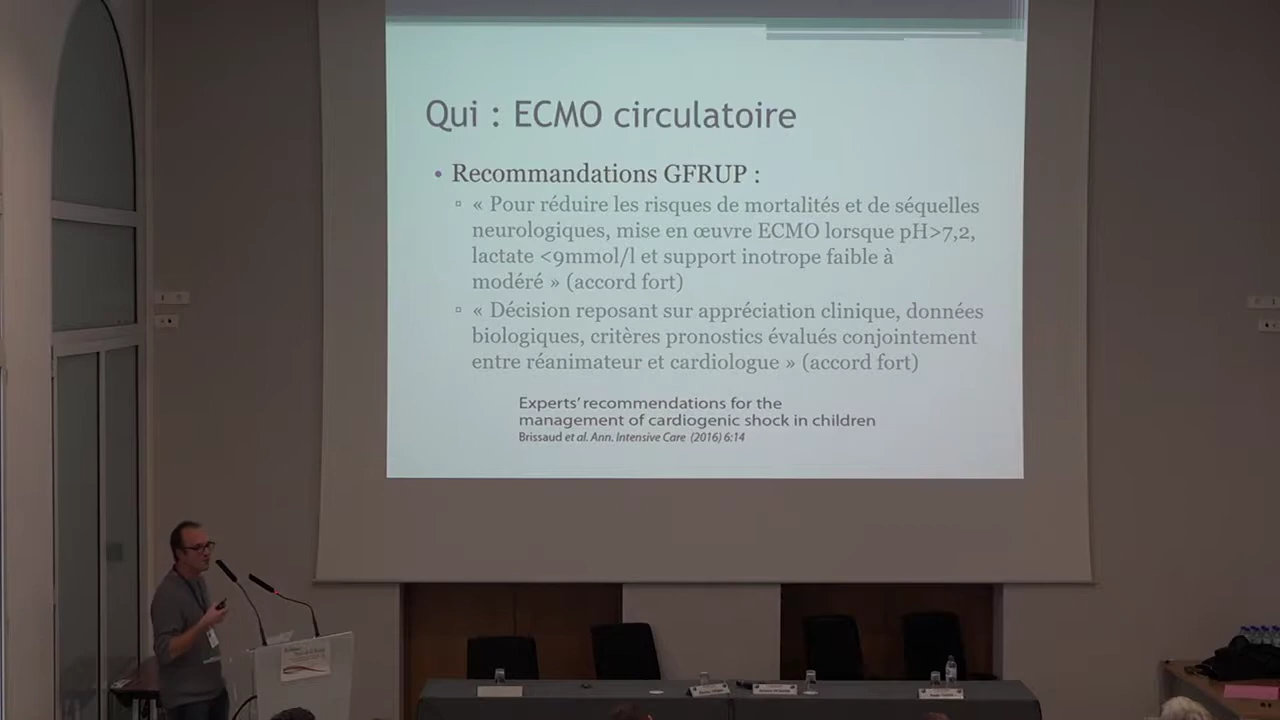 Qui : ECMO circulatoire
• Recommandations GFRUP :
▫ « Pour réduire les risques de mortalités et de séquelles
neurologiques, mise en œuvre ECMO lorsque pH>7,2,
lactate <9mmol/l et support inotrope faible à
modéré » (accord fort)
▫ « Décision reposant sur appréciation clinique, données
biologiques, critères pronostics évalués conjointement
entre réanimateur et cardiologue » (accord fort)
Experts’ recommendations for the
management of cardiogenic shock in children
Brissaud et al. Ann. Intensive Care (2016) 6:14